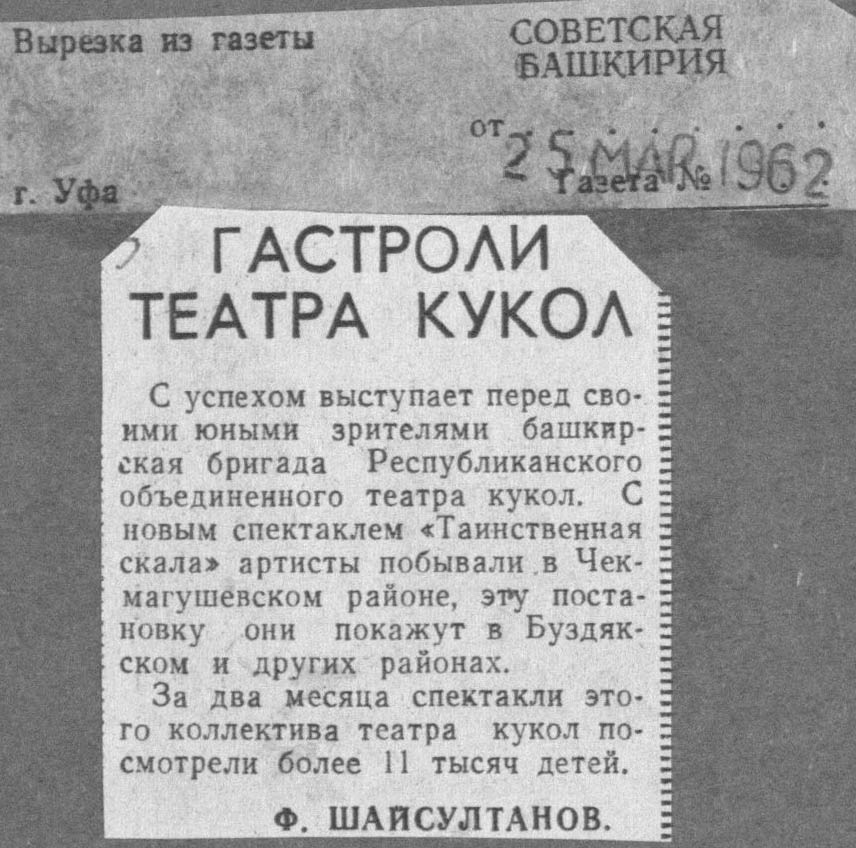 Вырезка из газеты
СОВЕТСКАЯ
БАШКИРИЯ
от . . . . . . . .
25 MAR 1962
г. Уфа
Газета № . . .
ГАСТРОЛИ
ТЕАТРА КУКОЛ
С успехом выступает перед сво-
ими юными зрителями башкир-
ская бригада Республиканского
объединенного театра кукол. С
новым спектаклем «Таинственная
скала» артисты побывали в Чек-
магушевском районе, эту поста-
новку они покажут в Буздяк-
ском и других районах.
За два месяца спектакли это-
го коллектива театра кукол по-
смотрели более 11 тысяч детей.
Ф. ШАЙСУЛТАНОВ.